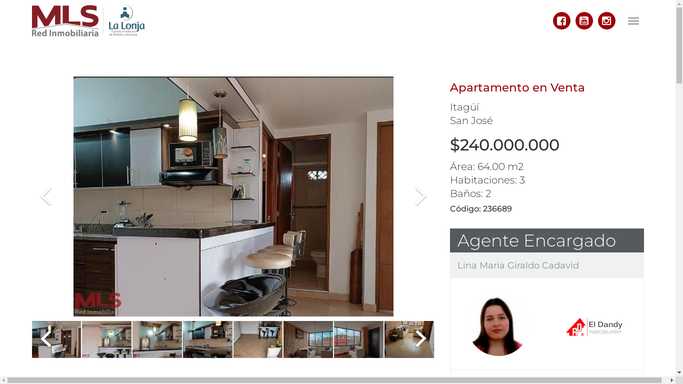 MLS
Red Inmobiliaria
La Lonja
Apartamento en Venta
Itagüí
San José
$240.000.000
Área: 64,00 m2
Habitaciones: 3
Baños: 2
Código: 236689
Agente Encargado
Lina Maria Giraldo Cadavid
MLS
Red Inmobiliaria
El Dandy